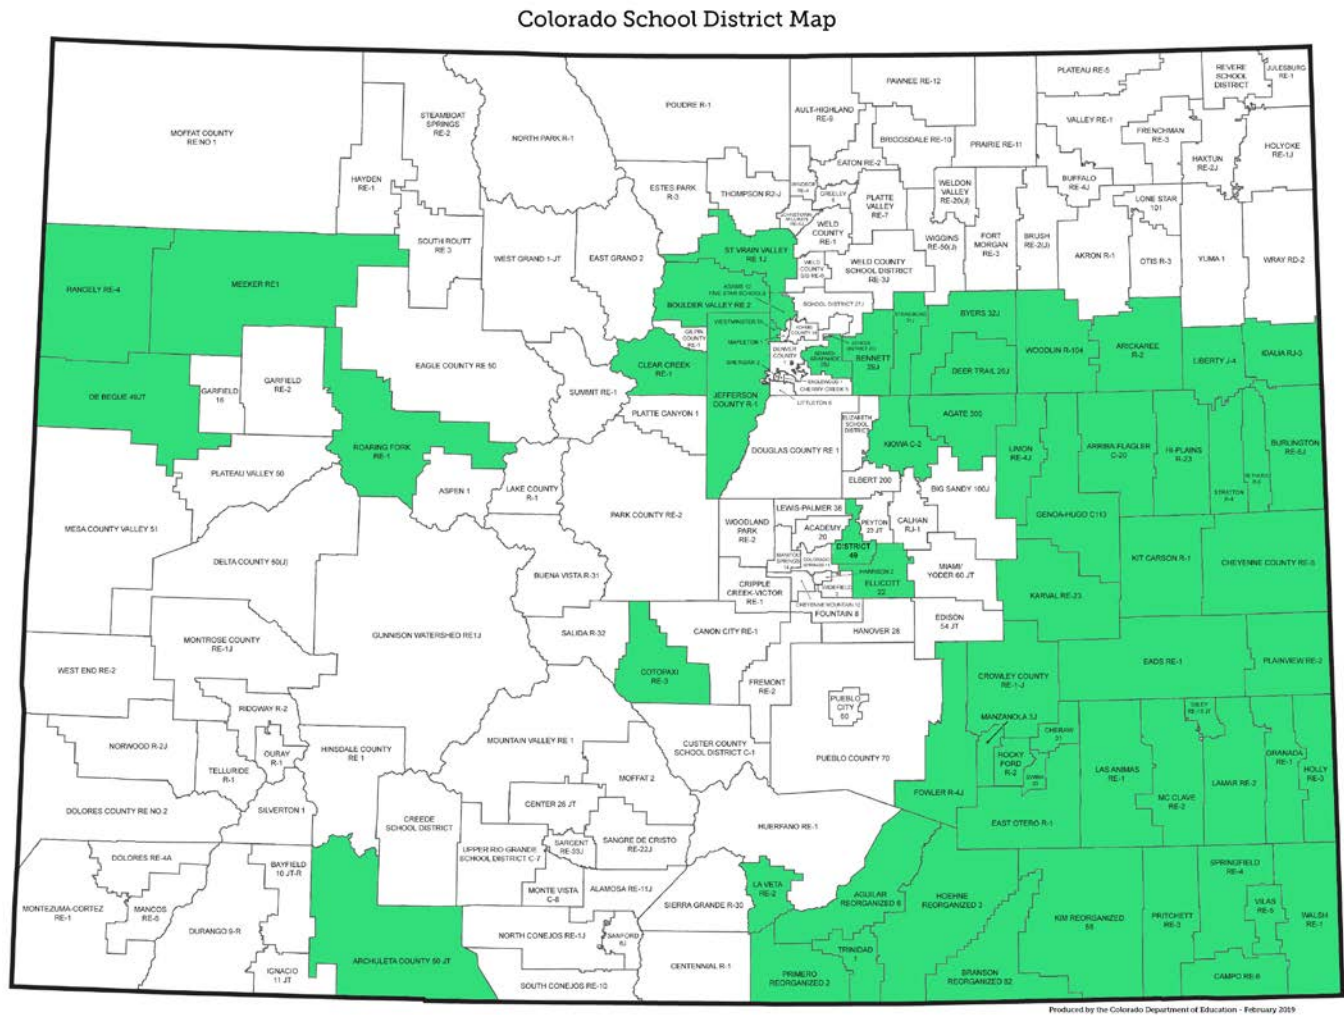 Colorado School District Map
MOFFAT COUNTY
RE:NO 1
HAYDEN
RE-1
STEAMBOAT
SPRINGS
RE-2
NORTH PARK R-1
POUDRE R-1
AULT-HIGHLAND
RE-9
PAWNEE RE-12
BRIGGSDALE RE-10
PRAIRIE RE-11
PLATEAU RE-5
REVERE
SCHOOL
DISTRICT
JULESBURG
RE-1
VALLEY RE-1
FRENCHMAN
RE-3
HAXTUN
RE-2J
HOLYOKE
RE-1J
BUFFALO
RE-4J
LONE STAR
101
EATON RE-2
ESTES PARK
R-3
THOMPSON R2-J
GREELEY
6
PLATTE
VALLEY
RE-7
WELDON
VALLEY
RE-20(J)
WELD
COUNTY
RE-1
WIGGINS
RE-50(J)
FORT
MORGAN
RE-3
BRUSH
RE-2(J)
AKRON R-1
OTIS R-3
YUMA 1
WRAY RD-2
SOUTH ROUTT
RE 3
WEST GRAND 1-JT
EAST GRAND 2
ST VRAIN VALLEY
RE 1J
WELD COUNTY
SCHOOL DISTRICT
RE-3J
RANGELY RE-4
MEEKER RE1
BOULDER VALLEY RE 2
SCHOOL DISTRICT 27J
BYERS 32J
WOODLIN R-104
ARICKAREE
R-2
LIBERTY J-4
IDALIA RJ-3
GILPIN
COUNTY
RE-1
CLEAR CREEK
RE-1
DENVER
COUNTY
1
BENNETT
29J
DEER TRAIL 26J
JEFFERSON
COUNTY R-1
CHERRY CREEK 5
LITTLETON 6
EAGLE COUNTY RE 50
SUMMIT RE-1
PLATTE CANYON 1
DE BEQUE 49JT
GARFIELD
16
GARFIELD
RE-2
ROARING FORK
RE-1
ASPEN 1
LAKE COUNTY
R-1
PLATEAU VALLEY 50
MESA COUNTY VALLEY 51
DOUGLAS COUNTY RE 1
ELIZABETH
SCHOOL
DISTRICT
KIOWA C-2
AGATE 300
ELBERT 200
BIG SANDY 100J
LIMON
RE-4J
ARRIBA-FLAGLER
C-20
HI-PLAINS
R-23
STRATTON
R-4
BURLINGTON
RE-6J
GENOA-HUGO C113
PARK COUNTY RE-2
WOODLAND
PARK
RE-2
LEWIS-PALMER 38
ACADEMY
20
DISTRICT
49
PEYTON
23 JT
CALHAN
RJ-1
MIAMI/
YODER 60 JT
ELLICOTT
22
HARRISON 2
CHEYENNE MOUNTAIN 12
FOUNTAIN 8
HANOVER 28
EDISON
54 JT
KARVAL RE-23
KIT CARSON R-1
CHEYENNE COUNTY RE-5
DELTA COUNTY 50(J)
BUENA VISTA R-31
CRIPPLE
CREEK-VICTOR
RE-1
MONTROSE COUNTY
RE-1J
GUNNISON WATERSHED RE1J
SALIDA R-32
CANON CITY RE-1
COTOPAXI
RE-3
FREMONT
RE-2
WEST END RE-2
RIDGWAY R-2
PUEBLO
CITY
60
PUEBLO COUNTY 70
CROWLEY COUNTY
RE-1-J
EADS RE-1
PLAINVIEW RE-2
NORWOOD R-2J
OURAY
R-1
TELLURIDE
R-1
HINSDALE COUNTY
RE 1
MOUNTAIN VALLEY RE 1
CUSTER COUNTY
SCHOOL DISTRICT C-1
MOFFAT 2
MANZANOLA 3J
CHERAW
31
ROCKY
FORD
R-2
FOWLER R-4J
EAST OTERO R-1
LAS ANIMAS
RE-1
MC CLAVE
RE-2
LAMAR RE-2
GRANADA
RE-1
HOLLY
RE-3
DOLORES COUNTY RE NO.2
SILVERTON 1
CREEDE
SCHOOL DISTRICT
CENTER 26 JT
SARGENT
RE-33J
SANGRE DE CRISTO
RE-22J
HUERFANO RE-1
UPPER RIO GRANDE
SCHOOL DISTRICT C-7
MONTE VISTA
C-8
ALAMOSA RE-11J
DOLORES RE-4A
MONTEZUMA-CORTEZ
RE-1
MANCOS
RE-6
DURANGO 9-R
BAYFIELD
10 JT-R
IGNACIO
11 JT
ARCHULETA COUNTY 50 JT
NORTH CONEJOS RE-1J
SANFORD
6J
SOUTH CONEJOS RE-10
SIERRA GRANDE R-30
CENTENNIAL R-1
LA VETA
RE-2
AGUILAR
REORGANIZED 6
PRIMERO
REORGANIZED 2
TRINIDAD
1
HOEHNE
REORGANIZED 3
BRANSON
REORGANIZED 82
KIM REORGANIZED
88
PRITCHETT
RE-3
SPRINGFIELD
RE-4
VILAS
RE-5
WALSH
RE-1
CAMPO RE-6
Produced by the Colorado Department of Education - February 2019